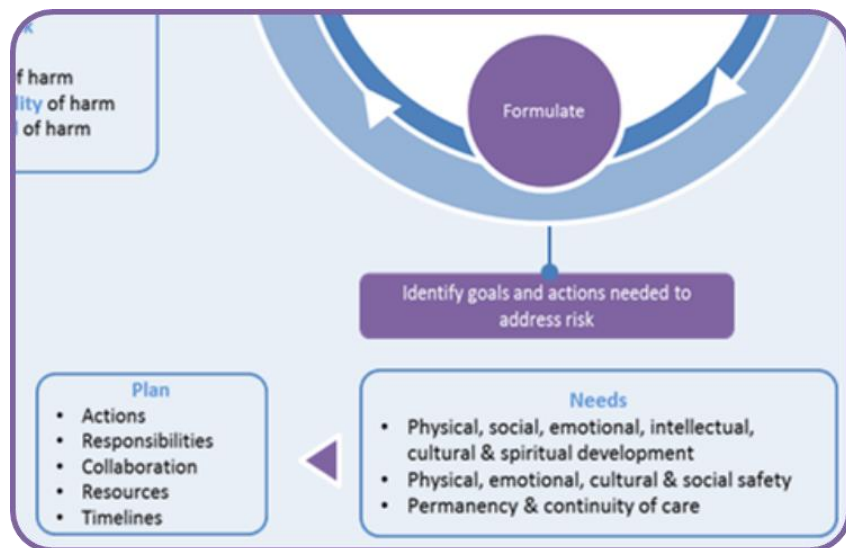 of harm
of harm
of harm
Formulate
Identify goals and actions needed to
address risk
Plan
• Actions
• Responsibilities
• Collaboration
• Resources
• Timelines
Needs
• Physical, social, emotional, intellectual,
cultural & spiritual development
• Physical, emotional, cultural & social safety
• Permanency & continuity of care